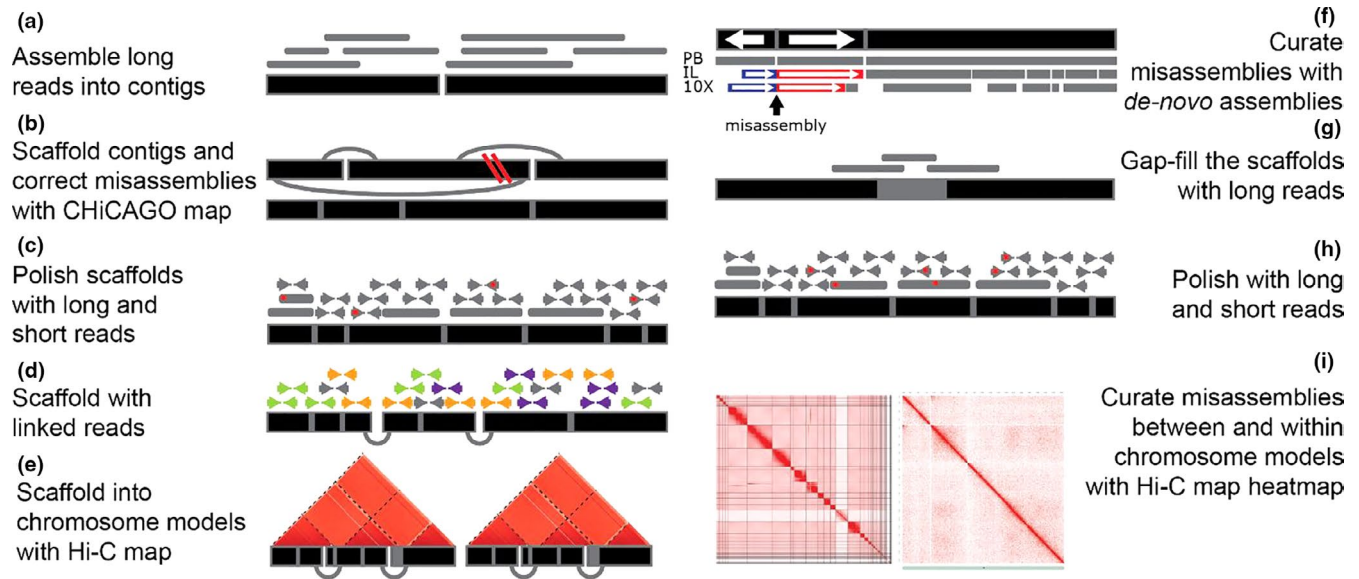 (a)
Assemble long
reads into contigs
(b)
Scaffold contigs and
correct misassemblies
with CHiCAGO map
(c)
Polish scaffolds
with long and
short reads
(d)
Scaffold with
linked reads
(e)
Scaffold into
chromosome models
with Hi-C map
(f)
Curate
misassemblies with
de-novo assemblies
PB
IL
10X
misassembly
(g)
Gap-fill the scaffolds
with long reads
(h)
Polish with long
and short reads
(i)
Curate misassemblies
between and within
chromosome models
with Hi-C map heatmap